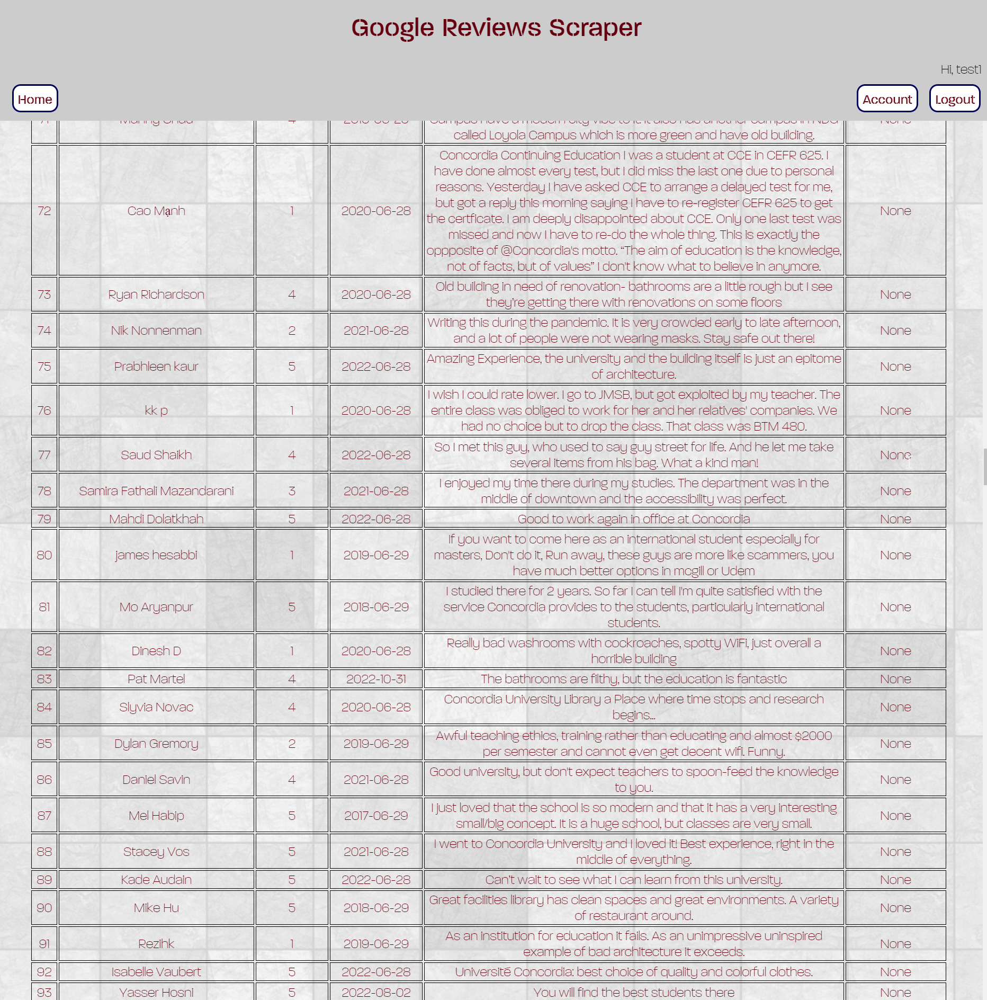 Google Reviews Scraper
Hi, test1
Home
Account
Logout
71 Manny Chau 4 2018-06-29 Campus have a modern city vibe to it. It also has another campus in NDG None
called Loyola Campus which is more green and have old building.
Concordia Continuing Education I was a student at CCE in CEFR 625. I
have done almost every test, but I did miss the last one due to personal
reasons. Yesterday I have asked CCE to arrange a delayed test for me,
72 Cao Mạnh 1 2020-06-28 but got a reply this morning saying I have to re-register CEFR 625 to get None
the certficate. I am deeply disappointed about CCE. Only one last test was
missed and now I have to re-do the whole thing. This is exactly the
oppposite of @Concordia's motto. “The aim of education is the knowledge,
not of facts, but of values” I don't know what to believe in anymore.
73 Ryan Richardson 4 2020-06-28 Old building in need of renovation- bathrooms are a little rough but I see None
they’re getting there with renovations on some floors
74 Nik Nonnenman 2 2021-06-28 Writing this during the pandemic. It is very crowded early to late afternoon, None
and a lot of people were not wearing masks. Stay safe out there!
75 Prabhleen kaur 5 2022-06-28 Amazing Experience, the university and the building itself is just an epitome None
of architecture.
I wish I could rate lower. I go to JMSB, but got exploited by my teacher. The
76 kk p 1 2020-06-28 entire class was obliged to work for her and her relatives' companies. We None
had no choice but to drop the class. That class was BTM 480.
77 Saud Shaikh 4 2022-06-28 So I met this guy, who used to say guy street for life. And he let me take None
several items from his bag. What a kind man!
78 Samira Fathali Mazandarani 3 2021-06-28 I enjoyed my time there during my studies. The department was in the None
middle of downtown and the accessibility was perfect.
79 Mahdi Dolatkhah 5 2022-06-28 Good to work again in office at Concordia None
If you want to come here as an international student especially for
80 james hesabbi 1 2019-06-29 masters, Don't do it, Run away, these guys are more like scammers, you None
have much better options in mcgill or Udem
I studied there for 2 years. So far I can tell I'm quite satisfied with the
81 Mo Aryanpur 5 2018-06-29 service Concordia provides to the students, particularly international None
students.
82 Dinesh D 1 2020-06-28 Really bad washrooms with cockroaches, spotty WiFi, just overall a None
horrible building
83 Pat Martel 4 2022-10-31 The bathrooms are filthy, but the education is fantastic None
84 Slyvia Novac 4 2020-06-28 Concordia University Library a Place where time stops and research None
begins...
85 Dylan Gremory 2 2019-06-29 Awful teaching ethics, training rather than educating and almost $2000 None
per semester and cannot even get decent wifi. Funny.
86 Daniel Savin 4 2021-06-28 Good university, but don't expect teachers to spoon-feed the knowledge None
to you.
87 Mel Habip 5 2017-06-29 I just loved that the school is so modern and that it has a very interesting None
small/big concept. It is a huge school, but classes are very small.
88 Stacey Vos 5 2021-06-28 I went to Concordia University and I loved it! Best experience, right in the None
middle of everything.
89 Kade Audain 5 2022-06-28 Can’t wait to see what I can learn from this university. None
90 Mike Hu 5 2018-06-29 Great facilities library has clean spaces and great environments. A variety None
of restaurant around.
91 Rezihk 1 2019-06-29 As an institution for education it fails. As an unimpressive uninspired None
example of bad architecture it exceeds.
92 Isabelle Vaubert 5 2022-06-28 Université Concordia: best choice of quality and colorful clothes. None
93 Yasser Hosni 5 2022-08-02 You will find the best students there None